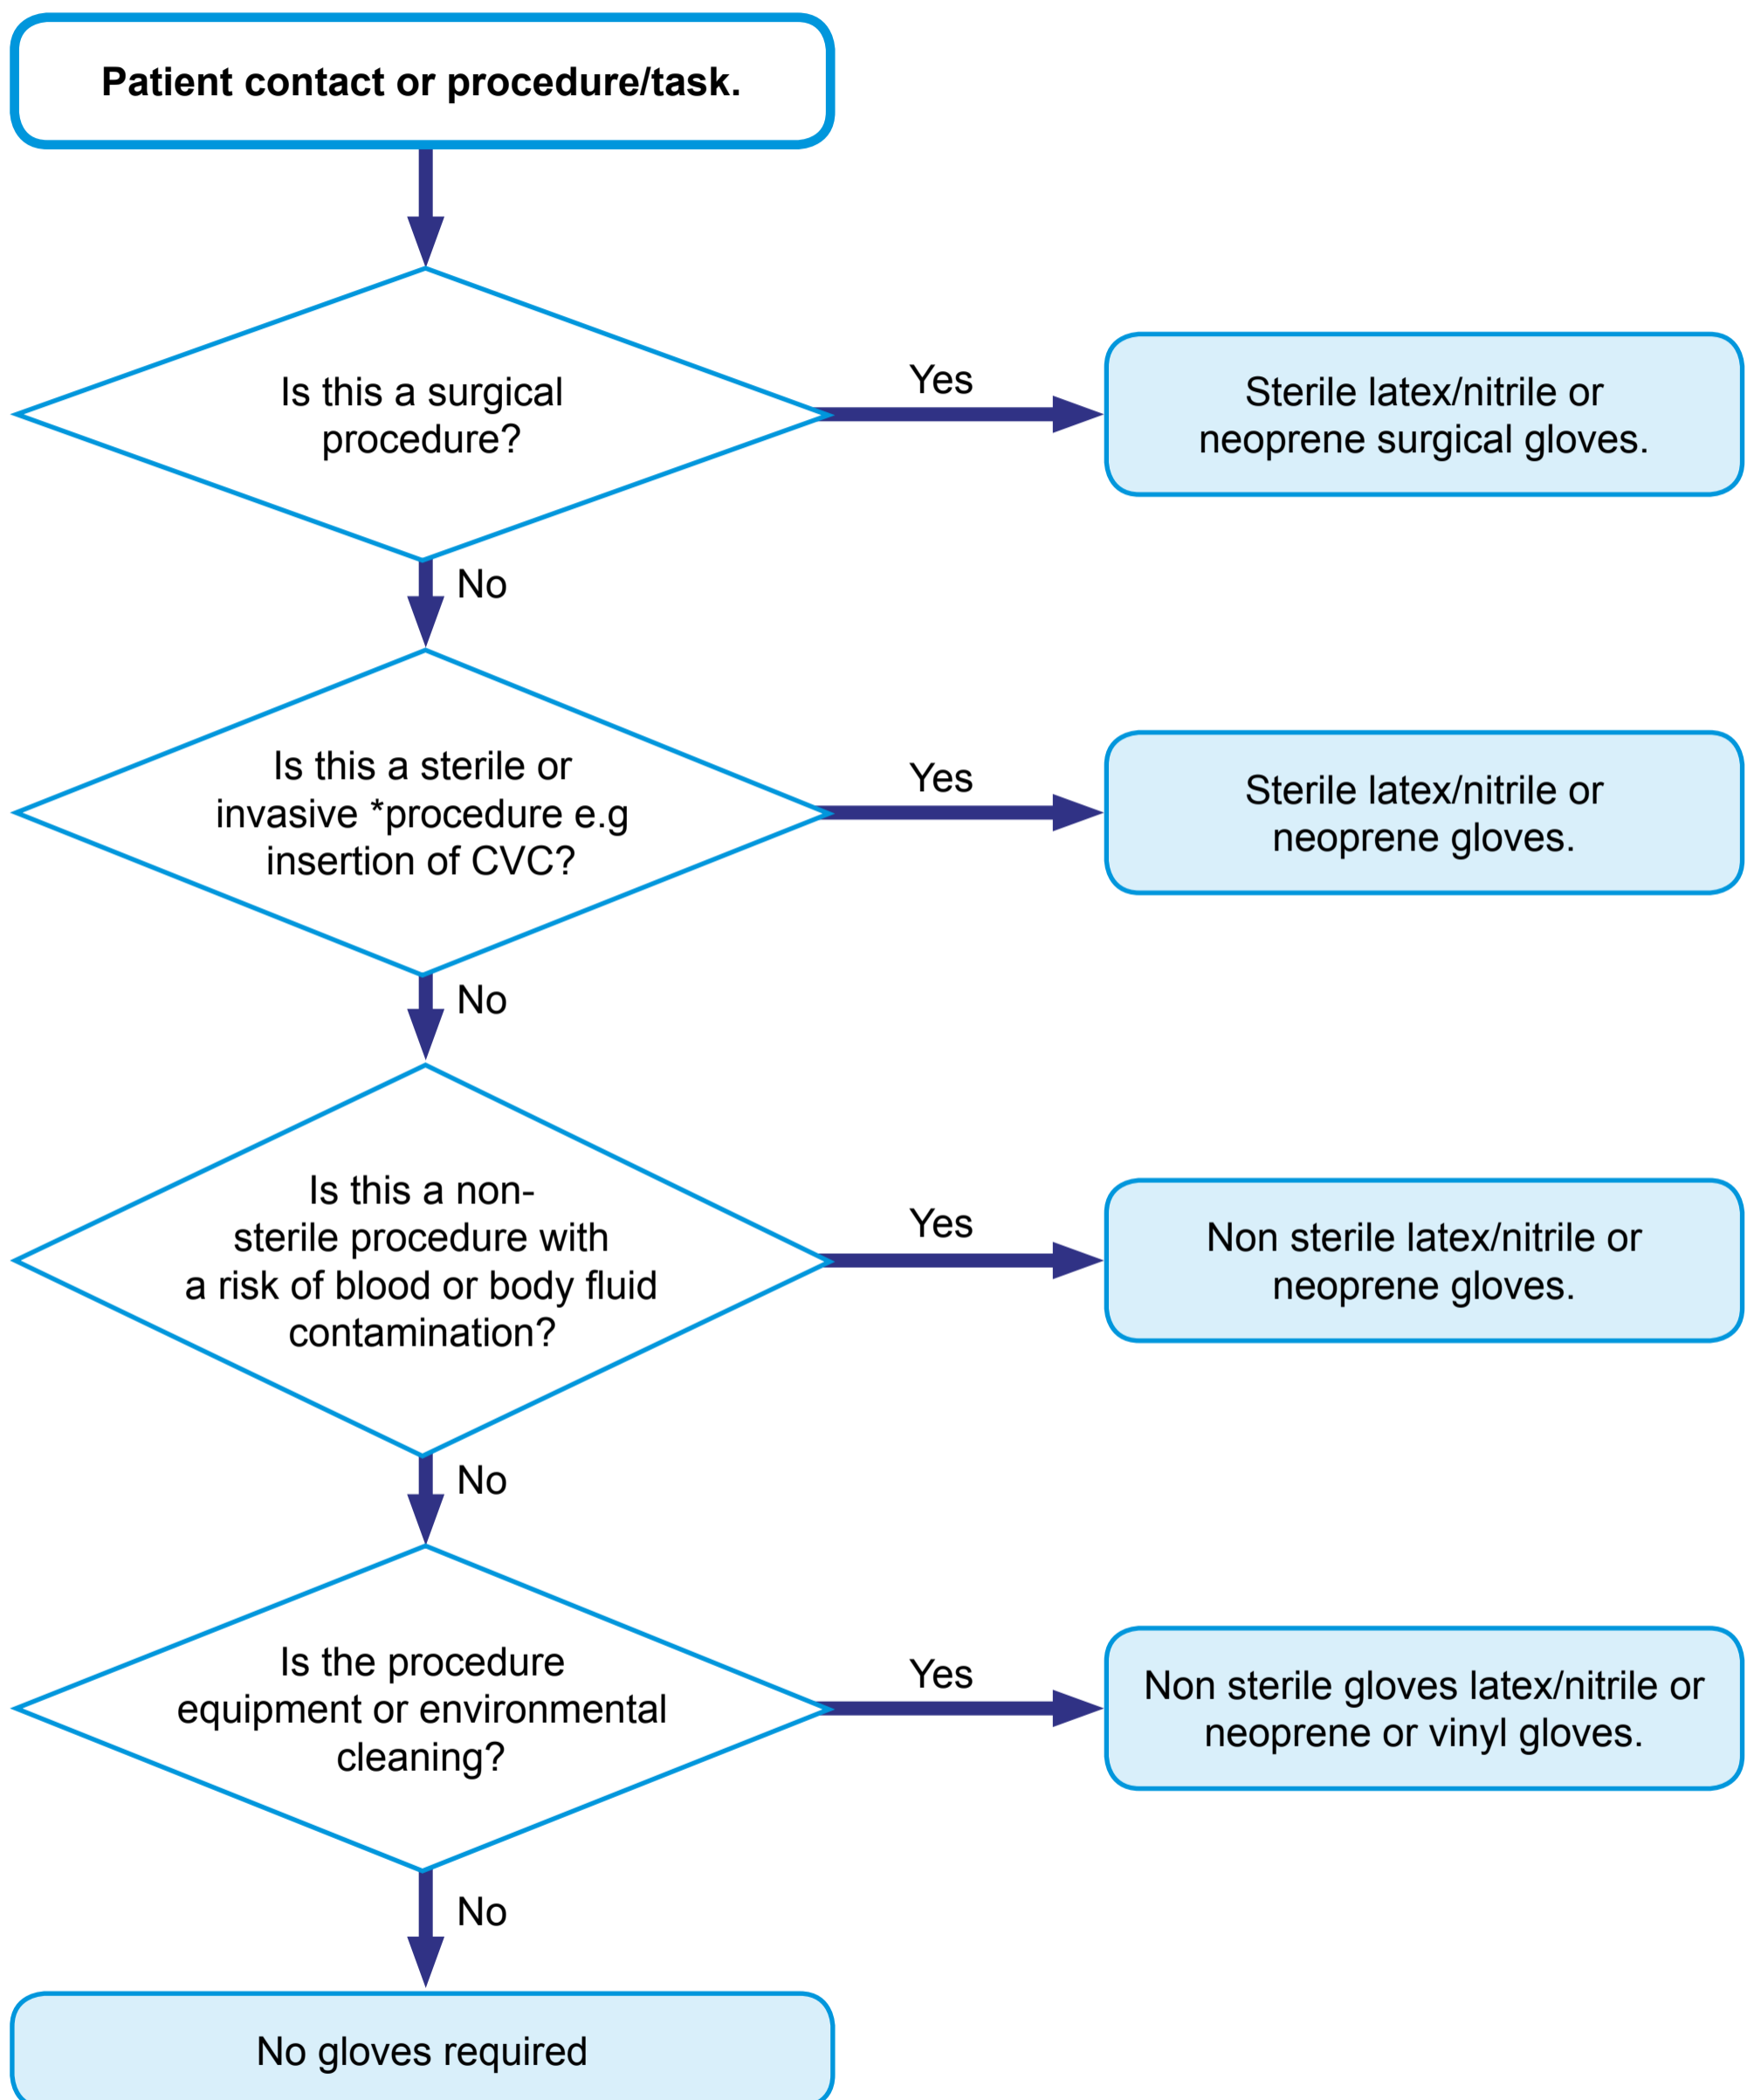 Patient contact or procedure/task.
Is this a surgical
procedure?
Yes
Sterile latex/nitrile or
neoprene surgical gloves.
No
Is this a sterile or
invasive *procedure e.g
insertion of CVC?
Yes
Sterile latex/nitrile or
neoprene gloves.
No
Is this a non-
sterile procedure with
a risk of blood or body fluid
contamination?
Yes
Non sterile latex/nitrile or
neoprene gloves.
No
Is the procedure
equipment or environmental
cleaning?
Yes
Non sterile gloves latex/nitrile or
neoprene or vinyl gloves.
No
No gloves required